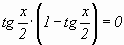 tg x/2 · (1 − tg x/2) = 0